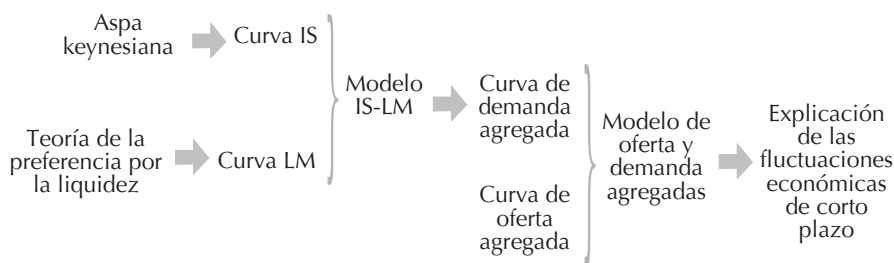 Aspa
keynesiana
Curva IS
Teoría de la
preferencia por
la liquidez
Curva LM
Modelo
IS-LM
Curva de
demanda
agregada
Curva de
oferta
agregada
Modelo de
oferta y
demanda
agregadas
Explicación
de las
fluctuaciones
económicas
de corto
plazo